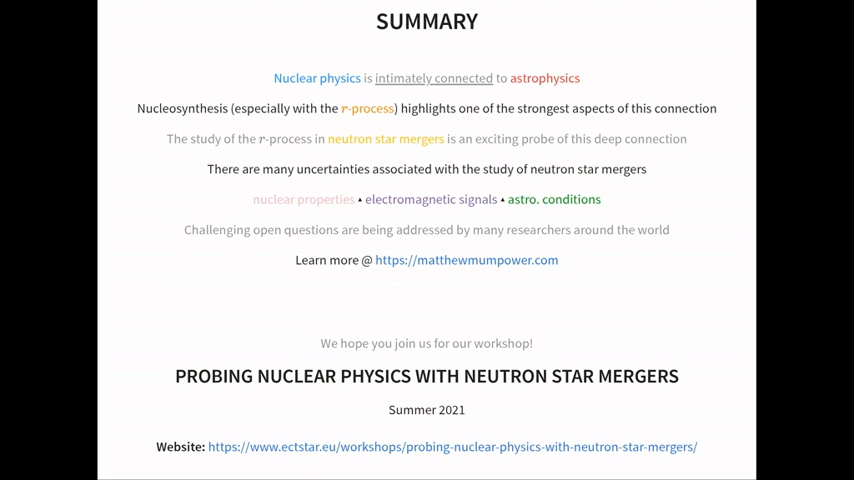 SUMMARY
Nuclear physics is intimately connected to astrophysics
Nucleosynthesis (especially with the r-process) highlights one of the strongest aspects of this connection
The study of the r-process in neutron star mergers is an exciting probe of this deep connection
There are many uncertainties associated with the study of neutron star mergers
nuclear properties ▲ electromagnetic signals ▲ astro. conditions
Challenging open questions are being addressed by many researchers around the world
Learn more @ https://matthewmumpower.com
We hope you join us for our workshop!
PROBING NUCLEAR PHYSICS WITH NEUTRON STAR MERGERS
Summer 2021
Website: https://www.ectstar.eu/workshops/probing-nuclear-physics-with-neutron-star-mergers/